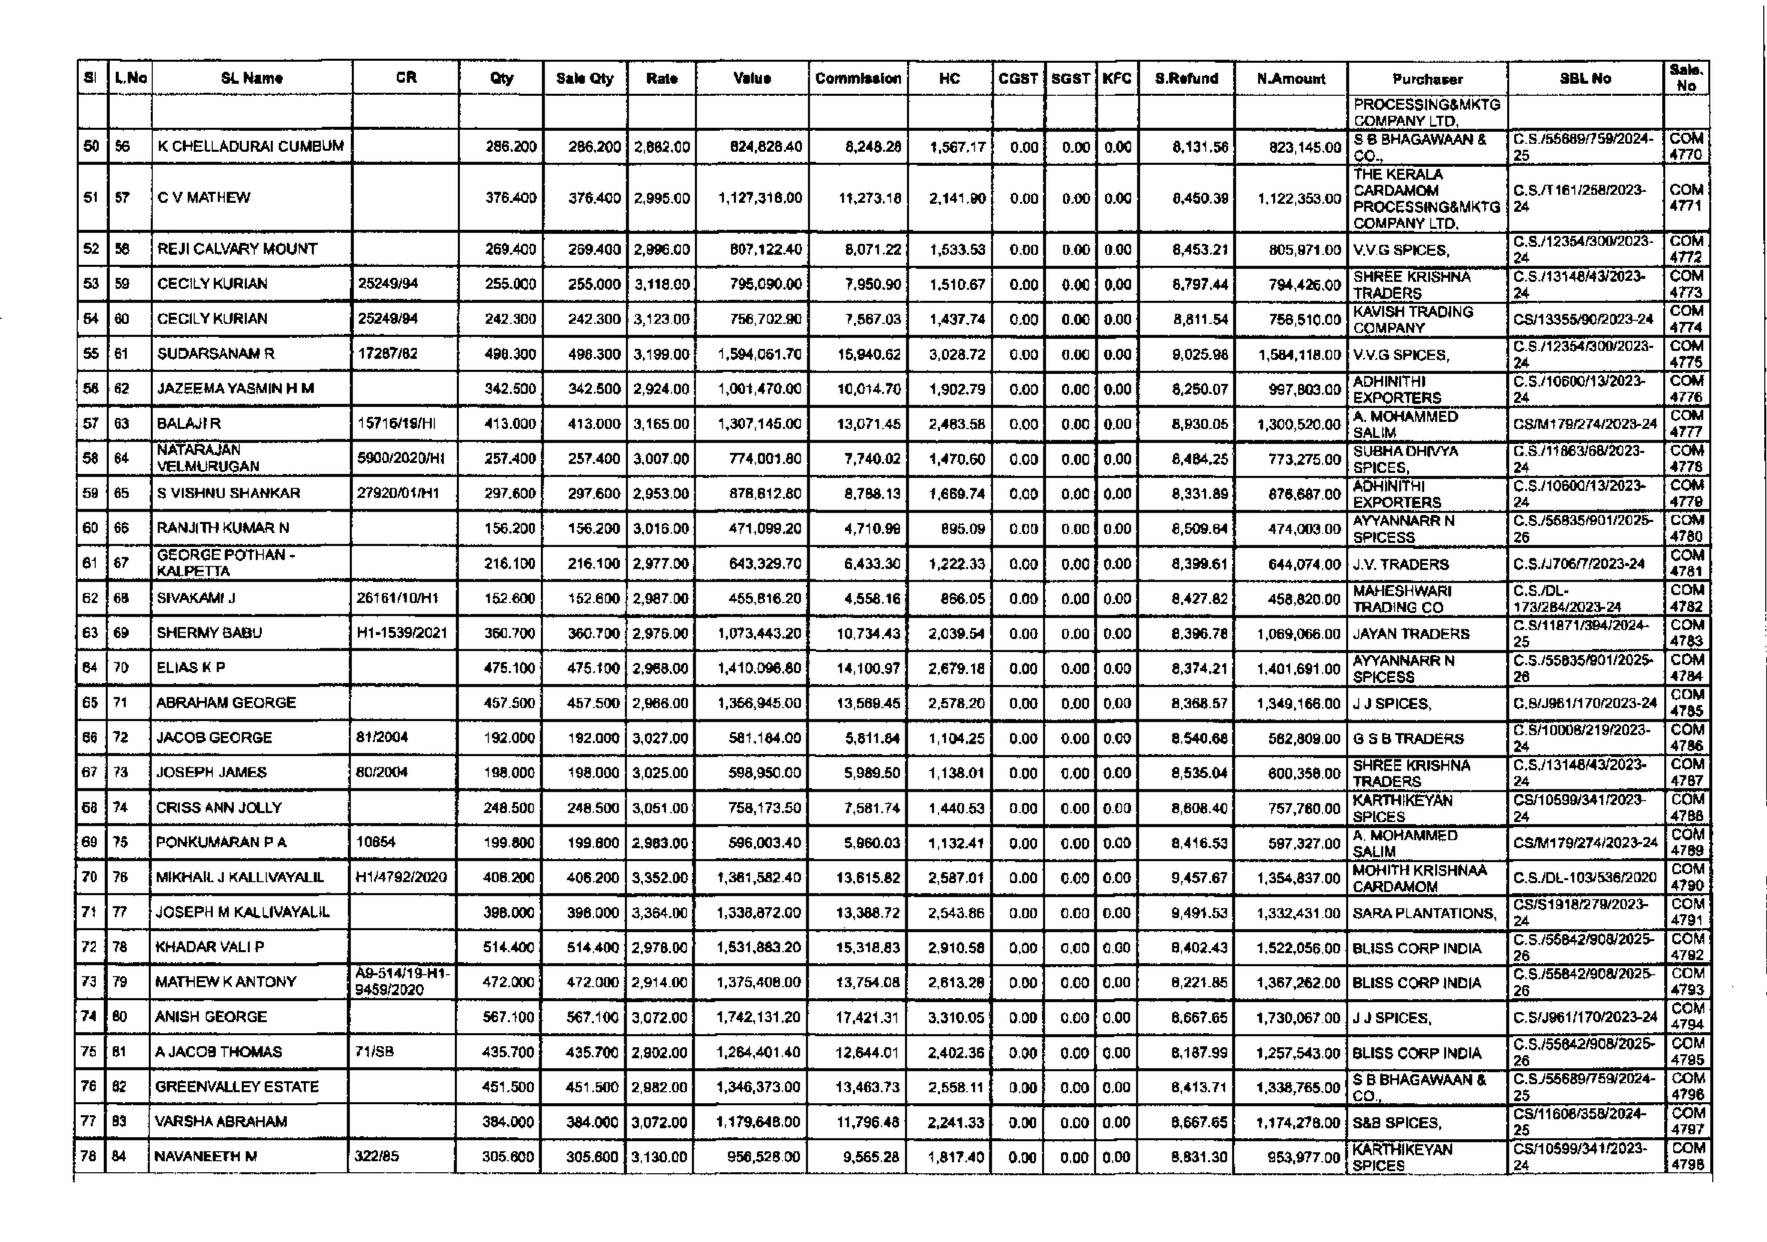 Sl L.No SL Name CR Qty Sale Qty Rate Value Commission HC CGST SGST KFC S.Refund N.Amount Purchaser SBL No Sale. No
PROCESSING&MKTG COMPANY LTD,
50 56 K CHELLADURAI CUMBUM 286.200 286.200 2,882.00 824,828.40 8,248.28 1,567.17 0.00 0.00 0.00 8,131.56 823,145.00 S B BHAGAWAAN & CO., C.S./55689/759/2024-25 COM 4770
51 57 C V MATHEW 376.400 376.400 2,995.00 1,127,318.00 11,273.18 2,141.90 0.00 0.00 0.00 8,450.39 1,122,353.00 THE KERALA CARDAMOM PROCESSING&MKTG COMPANY LTD, C.S./T161/258/2023-24 COM 4771
52 58 REJI CALVARY MOUNT 269.400 269.400 2,996.00 807,122.40 8,071.22 1,533.53 0.00 0.00 0.00 8,453.21 805,971.00 V.V.G SPICES, C.S./12354/300/2023-24 COM 4772
53 59 CECILY KURIAN 25249/94 255.000 255.000 3,118.00 795,090.00 7,950.90 1,510.67 0.00 0.00 0.00 8,797.44 794,426.00 SHREE KRISHNA TRADERS C.S./13148/43/2023-24 COM 4773
54 60 CECILY KURIAN 25249/94 242.300 242.300 3,123.00 756,702.90 7,567.03 1,437.74 0.00 0.00 0.00 8,811.54 756,510.00 KAVISH TRADING COMPANY CS/13355/90/2023-24 COM 4774
55 61 SUDARSANAM R 17287/82 498.300 498.300 3,199.00 1,594,061.70 15,940.62 3,028.72 0.00 0.00 0.00 9,025.98 1,584,118.00 V.V.G SPICES, C.S./12354/300/2023-24 COM 4775
56 62 JAZEEMA YASMIN H M 342.500 342.500 2,924.00 1,001,470.00 10,014.70 1,902.79 0.00 0.00 0.00 8,250.07 997,803.00 ADHINITHI EXPORTERS C.S./10600/13/2023-24 COM 4776
57 63 BALAJI R 15716/19/HI 413.000 413.000 3,165.00 1,307,145.00 13,071.45 2,483.58 0.00 0.00 0.00 8,930.05 1,300,520.00 A. MOHAMMED SALIM CS/M179/274/2023-24 COM 4777
58 64 NATARAJAN VELMURUGAN 5900/2020/H1 257.400 257.400 3,007.00 774,001.80 7,740.02 1,470.60 0.00 0.00 0.00 8,484.25 773,275.00 SUBHA DHIVYA SPICES, C.S./11863/68/2023-24 COM 4778
59 65 S VISHNU SHANKAR 27920/01/H1 297.600 297.600 2,953.00 878,812.80 8,788.13 1,669.74 0.00 0.00 0.00 8,331.89 876,687.00 ADHINITHI EXPORTERS C.S./10600/13/2023-24 COM 4779
60 66 RANJITH KUMAR N 156.200 156.200 3,016.00 471,099.20 4,710.99 895.09 0.00 0.00 0.00 8,509.64 474,003.00 AYYANNARR N SPICESS C.S./55835/901/2025-26 COM 4780
61 67 GEORGE POTHAN - KALPETTA 216.100 216.100 2,977.00 643,329.70 6,433.30 1,222.33 0.00 0.00 0.00 8,399.61 644,074.00 J.V. TRADERS C.S./J706/7/2023-24 COM 4781
62 68 SIVAKAMI J 26161/10/H1 152.600 152.600 2,987.00 455,816.20 4,558.16 866.05 0.00 0.00 0.00 8,427.82 458,820.00 MAHESHWARI TRADING CO C.S./DL-173/284/2023-24 COM 4782
63 69 SHERMY BABU H1-1539/2021 360.700 360.700 2,976.00 1,073,443.20 10,734.43 2,039.54 0.00 0.00 0.00 8,396.78 1,069,066.00 JAYAN TRADERS C.S/11871/394/2024-25 COM 4783
64 70 ELIAS K P 475.100 475.100 2,968.00 1,410,096.80 14,100.97 2,679.18 0.00 0.00 0.00 8,374.21 1,401,691.00 AYYANNARR N SPICESS C.S./55835/901/2025-26 COM 4784
65 71 ABRAHAM GEORGE 457.500 457.500 2,966.00 1,356,945.00 13,569.45 2,578.20 0.00 0.00 0.00 8,368.57 1,349,166.00 J J SPICES, C.S/J961/170/2023-24 COM 4785
66 72 JACOB GEORGE 81/2004 192.000 192.000 3,027.00 581,184.00 5,811.84 1,104.25 0.00 0.00 0.00 8,540.68 582,809.00 G S B TRADERS C.S/10008/219/2023-24 COM 4786
67 73 JOSEPH JAMES 80/2004 198.000 198.000 3,025.00 598,950.00 5,989.50 1,138.01 0.00 0.00 0.00 8,535.04 600,358.00 SHREE KRISHNA TRADERS C.S./13148/43/2023-24 COM 4787
68 74 CRISS ANN JOLLY 248.500 248.500 3,051.00 758,173.50 7,581.74 1,440.53 0.00 0.00 0.00 8,608.40 757,760.00 KARTHIKEYAN SPICES CS/10599/341/2023-24 COM 4788
69 75 PONKUMARAN P A 10654 199.800 199.800 2,983.00 596,003.40 5,960.03 1,132.41 0.00 0.00 0.00 8,416.53 597,327.00 A. MOHAMMED SALIM CS/M179/274/2023-24 COM 4789
70 76 MIKHAIL J KALLIVAYALIL H1/4792/2020 406.200 406.200 3,352.00 1,361,582.40 13,615.82 2,587.01 0.00 0.00 0.00 9,457.67 1,354,837.00 MOHITH KRISHNAA CARDAMOM C.S./DL-103/536/2020 COM 4790
71 77 JOSEPH M KALLIVAYALIL 398.000 398.000 3,364.00 1,338,872.00 13,388.72 2,543.86 0.00 0.00 0.00 9,491.53 1,332,431.00 SARA PLANTATIONS, CS/S1918/279/2023-24 COM 4791
72 78 KHADAR VALI P 514.400 514.400 2,978.00 1,531,883.20 15,318.83 2,910.58 0.00 0.00 0.00 8,402.43 1,522,056.00 BLISS CORP INDIA C.S./55842/908/2025-26 COM 4792
73 79 MATHEW K ANTONY A9-514/19-H1-9459/2020 472.000 472.000 2,914.00 1,375,408.00 13,754.08 2,613.28 0.00 0.00 0.00 8,221.85 1,367,262.00 BLISS CORP INDIA C.S./55842/908/2025-26 COM 4793
74 80 ANISH GEORGE 567.100 567.100 3,072.00 1,742,131.20 17,421.31 3,310.05 0.00 0.00 0.00 8,667.65 1,730,067.00 J J SPICES, C.S/J961/170/2023-24 COM 4794
75 81 A JACOB THOMAS 71/SB 435.700 435.700 2,902.00 1,264,401.40 12,644.01 2,402.36 0.00 0.00 0.00 8,187.99 1,257,543.00 BLISS CORP INDIA C.S./55842/908/2025-26 COM 4795
76 82 GREENVALLEY ESTATE 451.500 451.500 2,982.00 1,346,373.00 13,463.73 2,558.11 0.00 0.00 0.00 8,413.71 1,338,765.00 S B BHAGAWAAN & CO., C.S./55689/759/2024-25 COM 4796
77 83 VARSHA ABRAHAM 384.000 384.000 3,072.00 1,179,648.00 11,796.48 2,241.33 0.00 0.00 0.00 8,667.65 1,174,278.00 S&B SPICES, CS/11606/358/2024-25 COM 4797
78 84 NAVANEETH M 322/85 305.600 305.600 3,130.00 956,528.00 9,565.28 1,817.40 0.00 0.00 0.00 8,831.30 953,977.00 KARTHIKEYAN SPICES CS/10599/341/2023-24 COM 4798